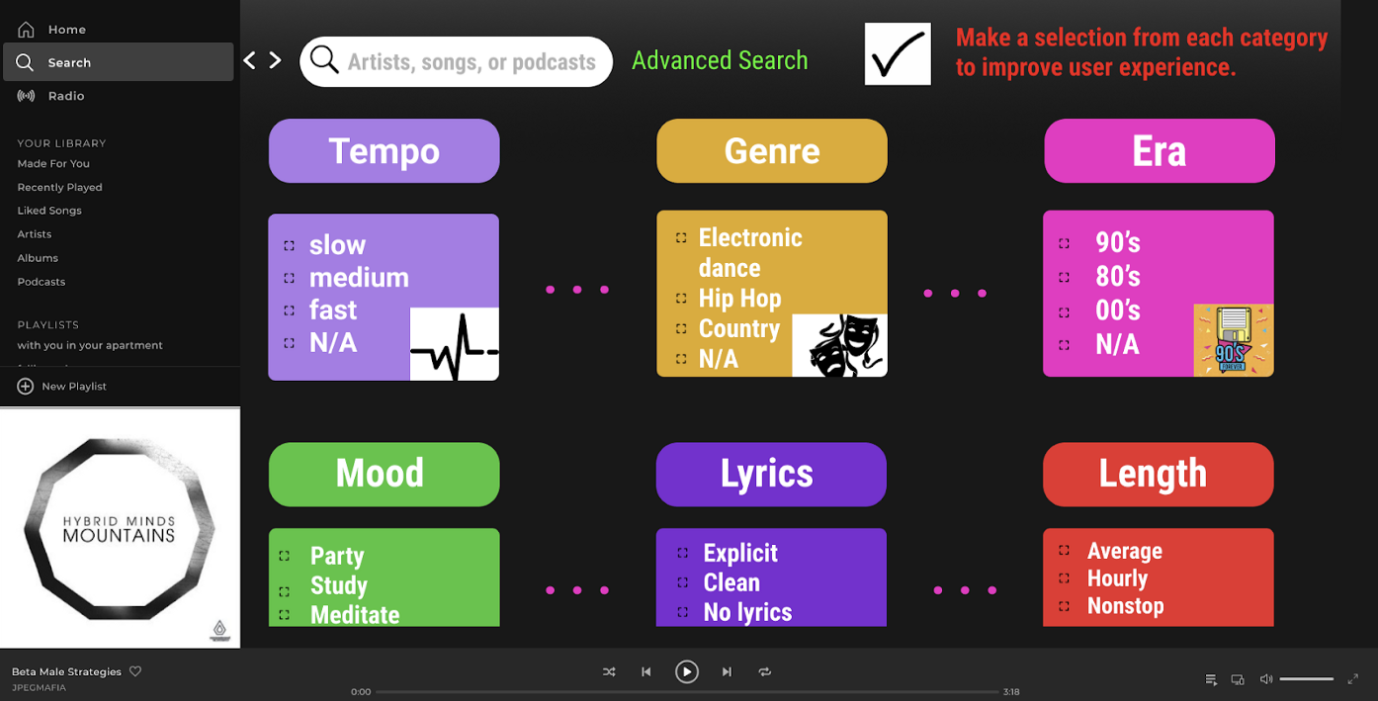 Home
Search
Radio
YOUR LIBRARY
Made For You
Recently Played
Liked Songs
Artists
Albums
Podcasts
PLAYLISTS
with you in your apartment
New Playlist
HYBRID MINDS
MOUNTAINS
Artists, songs, or podcasts
Advanced Search
Make a selection from each category
to improve user experience.
Tempo
slow
medium
fast
N/A
Genre
Electronic
dance
Hip Hop
Country
N/A
Era
90's
80's
00's
N/A
90'S
FOREVER
Mood
Party
Study
Meditate
Lyrics
Explicit
Clean
No lyrics
Length
Average
Hourly
Nonstop
Beta Male Strategies
JPEGMAFIA
0:00
3:18